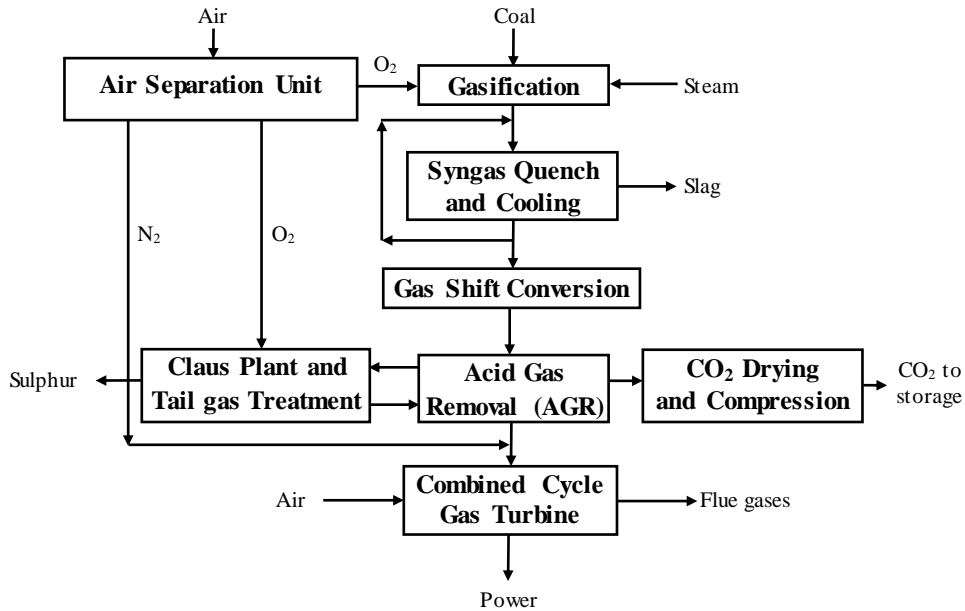 Air
Coal
Air Separation Unit
O₂
Gasification
Steam
Syngas Quench
and Cooling
Slag
N₂
O₂
Gas Shift Conversion
Sulphur
Claus Plant and
Tail gas Treatment
Acid Gas
Removal (AGR)
CO₂ Drying
and Compression
CO₂ to
storage
Air
Combined Cycle
Gas Turbine
Flue gases
Power